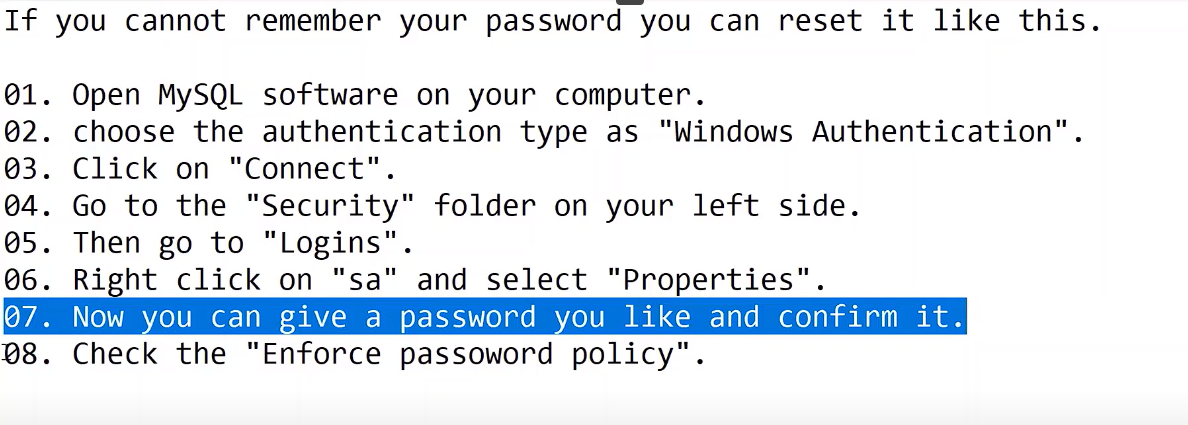 If you cannot remember your password you can reset it like this.
01. Open MySQL software on your computer.
02. choose the authentication type as "Windows Authentication".
03. Click on "Connect".
04. Go to the "Security" folder on your left side.
05. Then go to "Logins".
06. Right click on "sa" and select "Properties".
07. Now you can give a password you like and confirm it.
08. Check the "Enforce passoword policy".